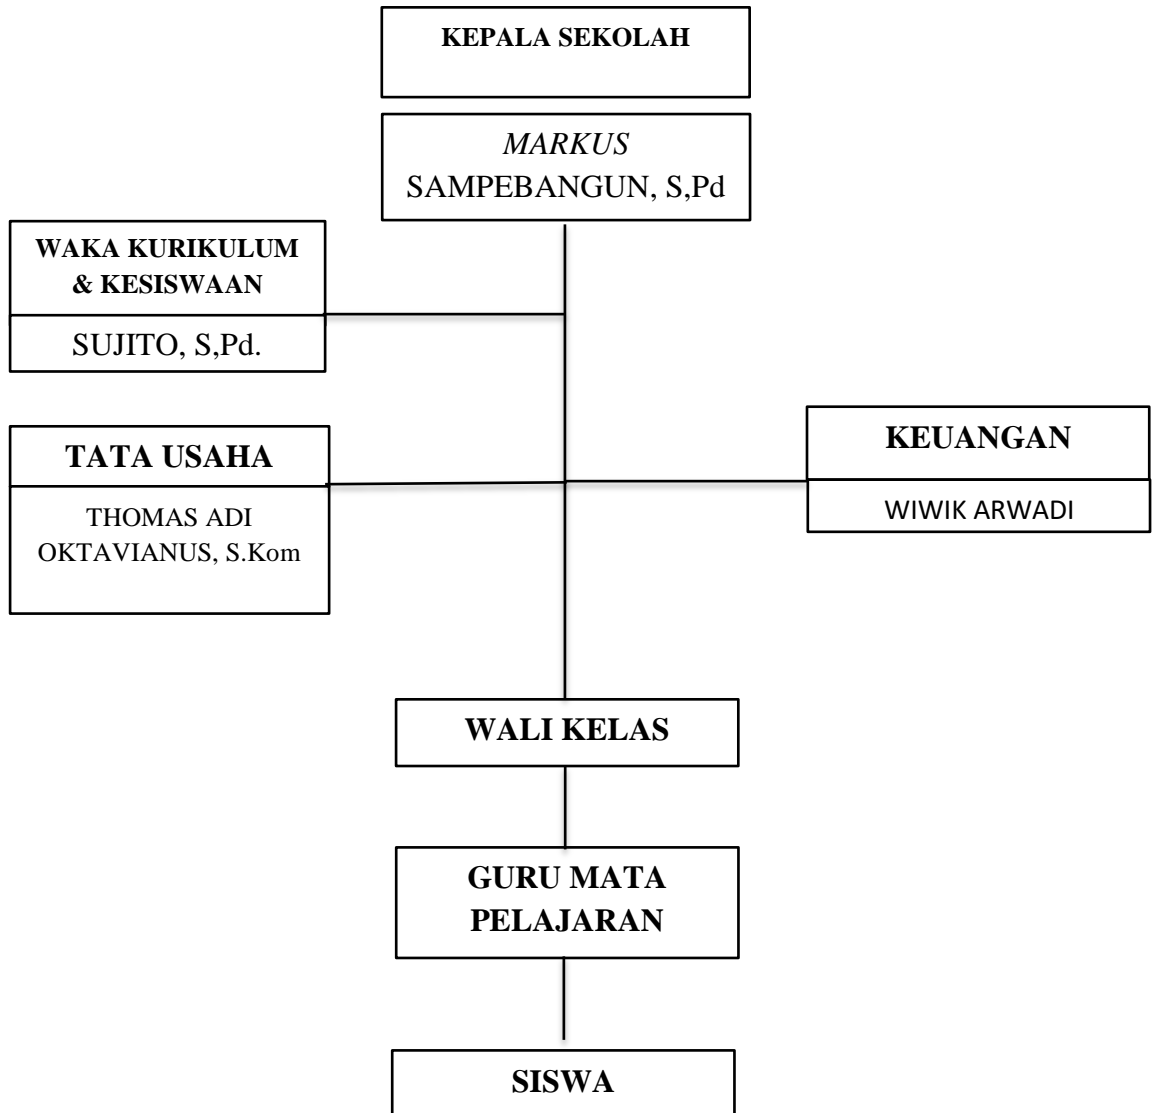 KEPALA SEKOLAH
MARKUS
SAMPEBANGUN, S,Pd
WAKA KURIKULUM
& KESISWAAN
SUJITO, S,Pd.
TATA USAHA
THOMAS ADI
OKTAVIANUS, S.Kom
KEUANGAN
WIWIK ARWADI
WALI KELAS
GURU MATA
PELAJARAN
SISWA